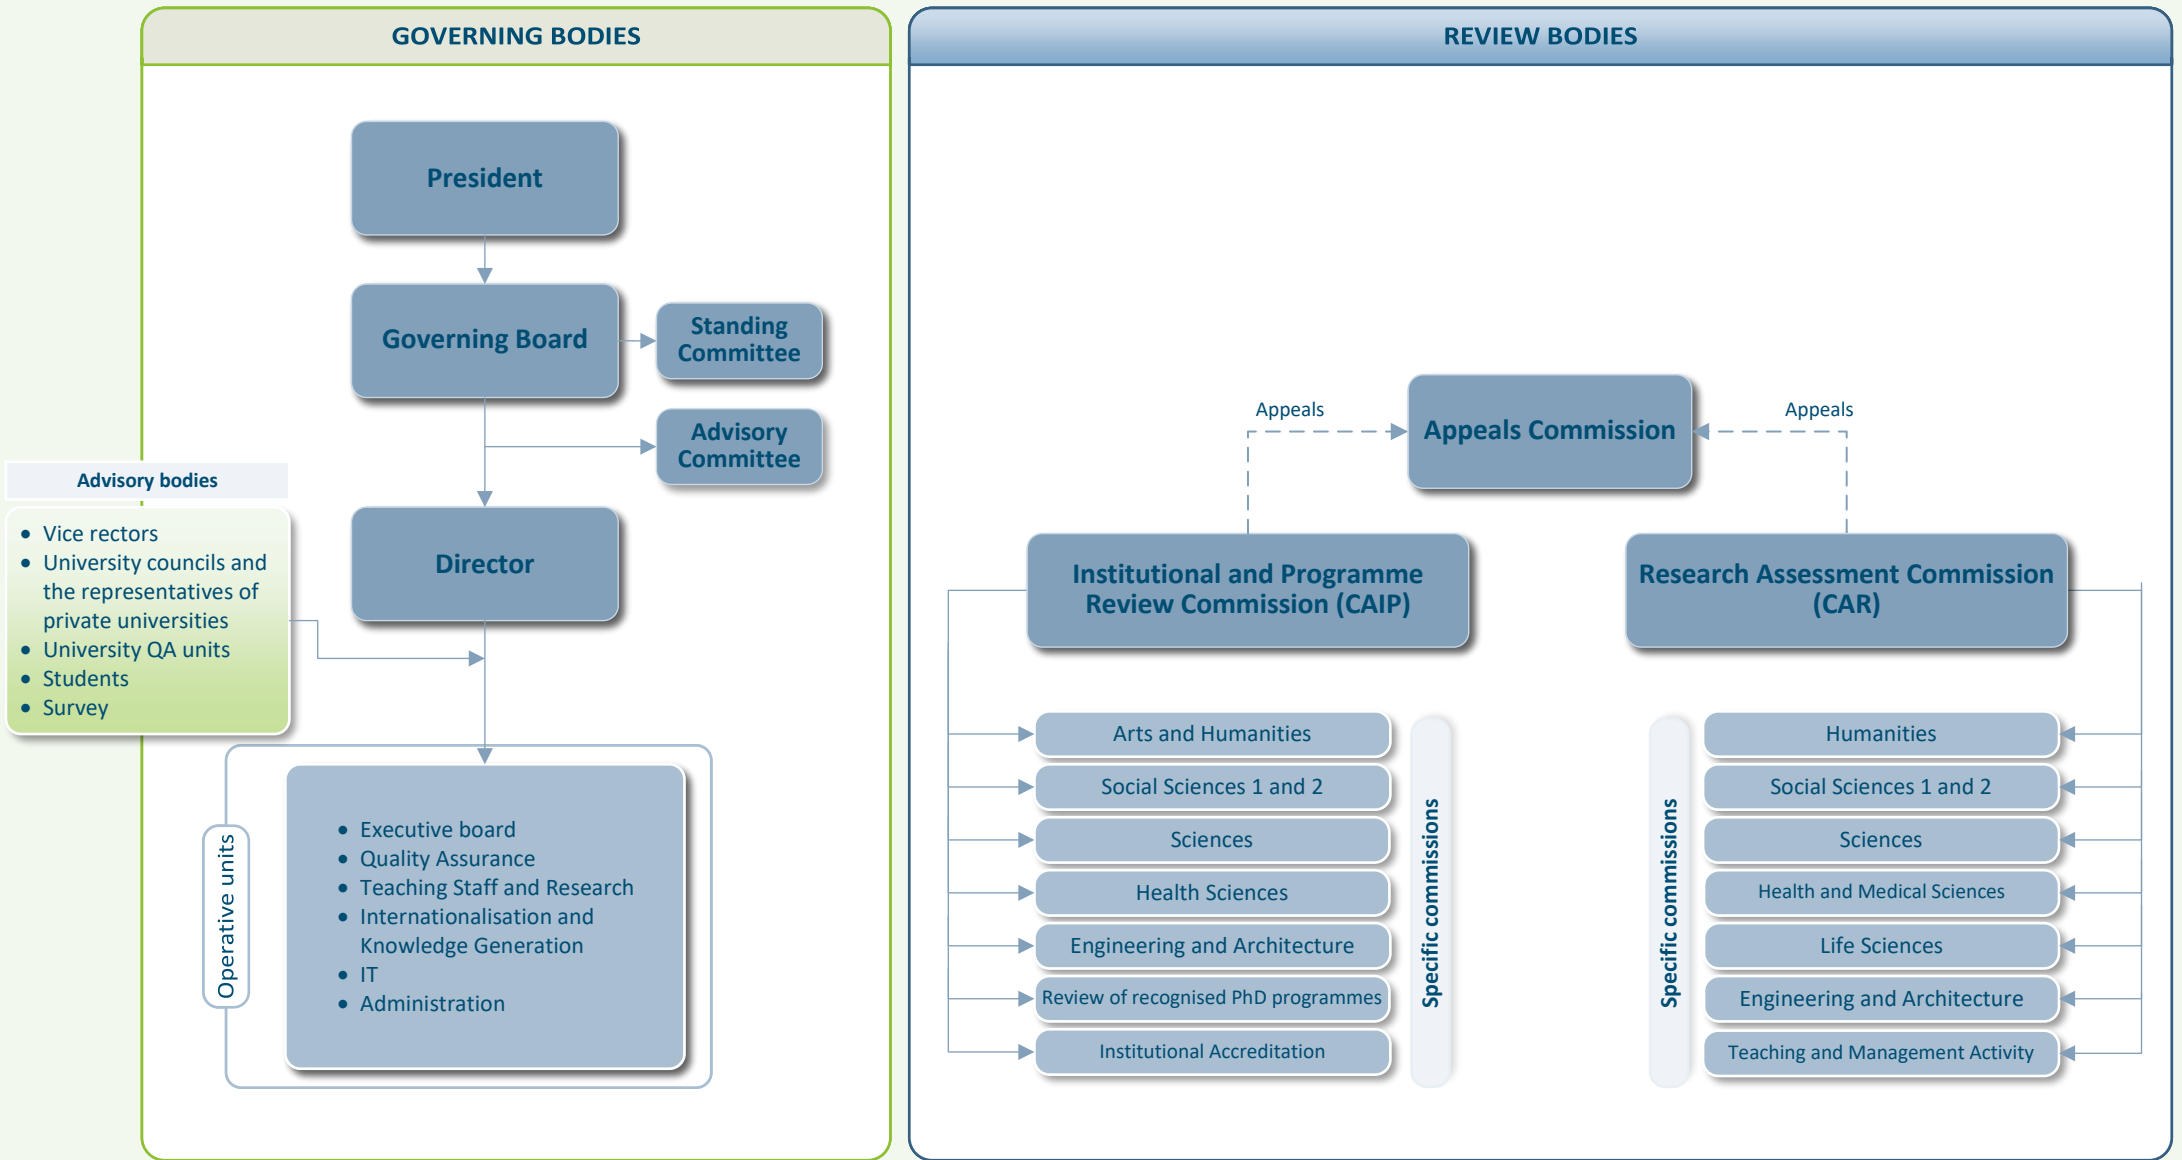 GOVERNING BODIES
President
Governing Board
Standing
Committee
Advisory
Committee
Advisory bodies
• Vice rectors
• University councils and
the representatives of
private universities
• University QA units
• Students
• Survey
Director
Operative units
• Executive board
• Quality Assurance
• Teaching Staff and Research
• Internationalisation and
Knowledge Generation
• IT
• Administration
REVIEW BODIES
Appeals
Appeals Commission
Appeals
Institutional and Programme
Review Commission (CAIP)
Research Assessment Commission
(CAR)
Arts and Humanities
Social Sciences 1 and 2
Sciences
Health Sciences
Engineering and Architecture
Review of recognised PhD programmes
Institutional Accreditation
Specific commissions
Specific commissions
Humanities
Social Sciences 1 and 2
Sciences
Health and Medical Sciences
Life Sciences
Engineering and Architecture
Teaching and Management Activity